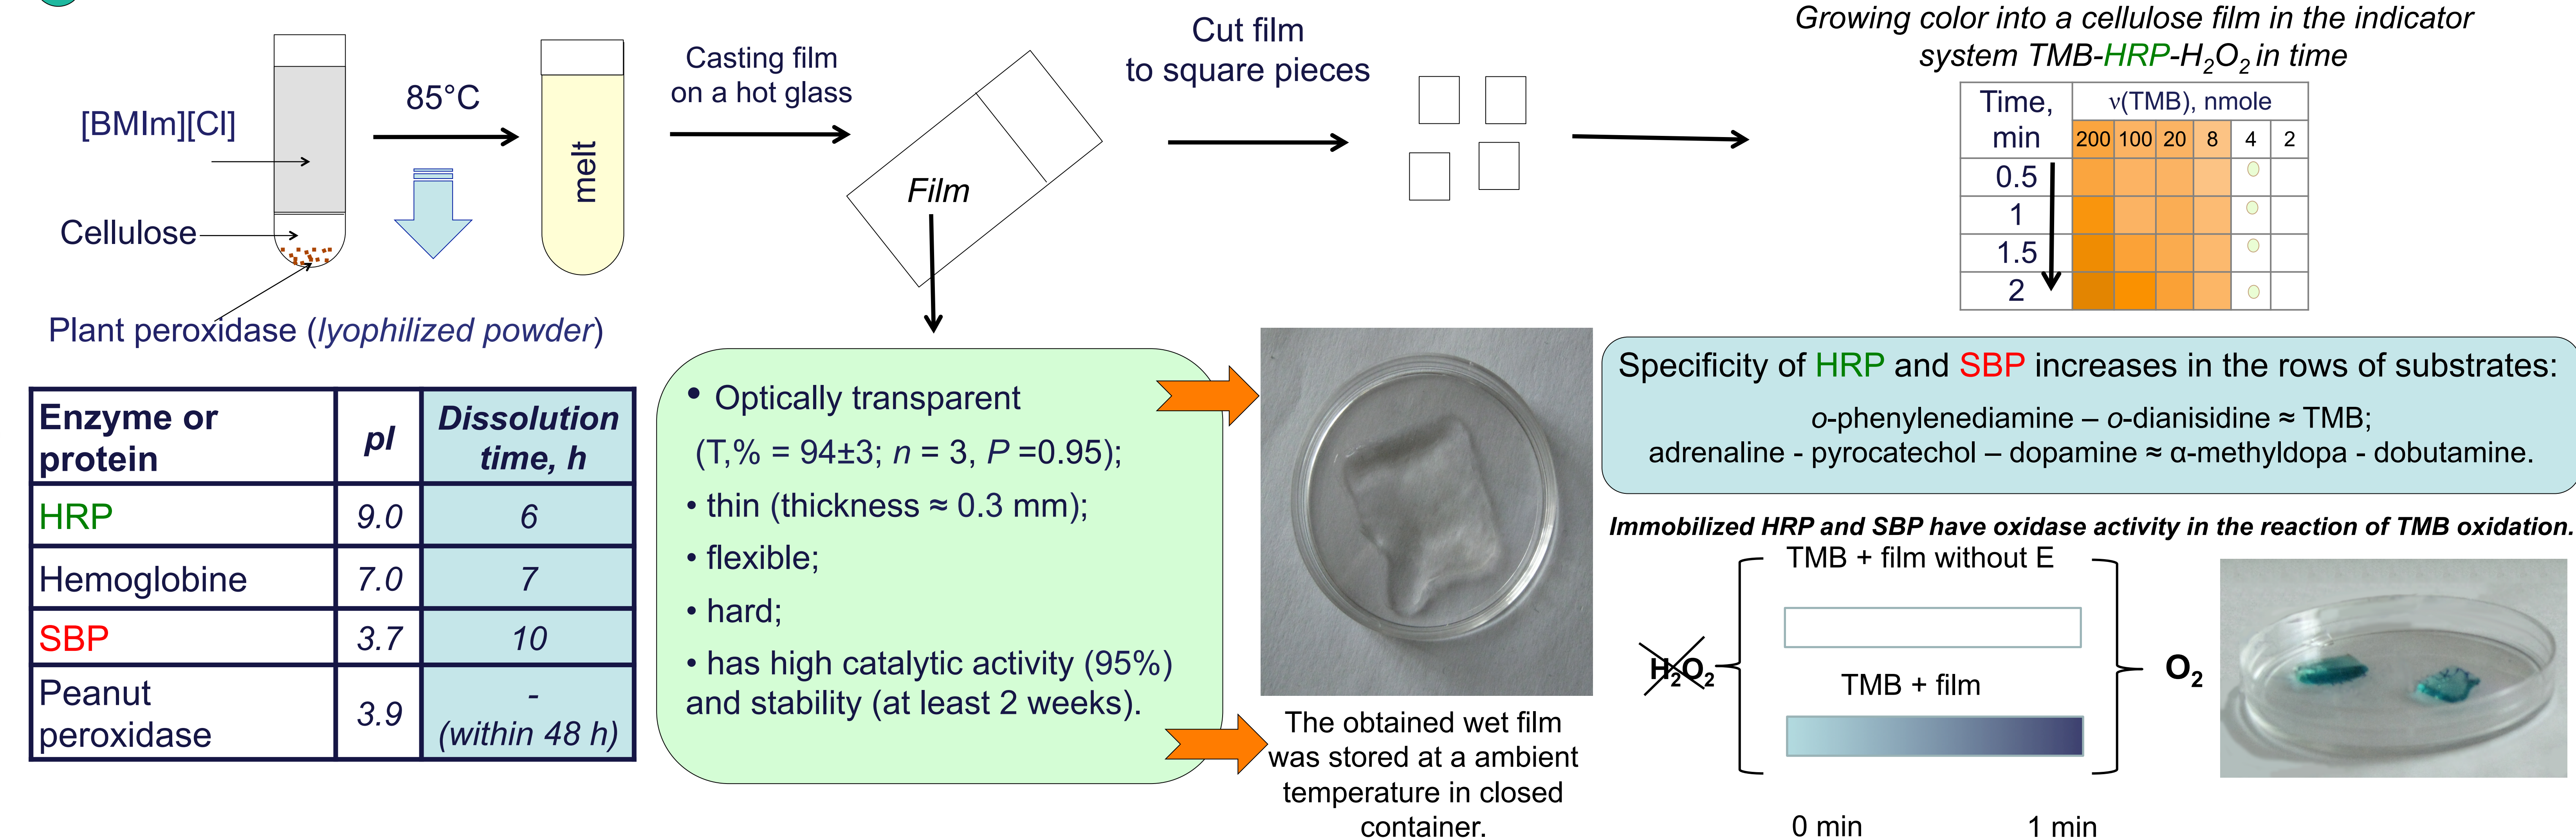 [BMIm][Cl]
Cellulose
Plant peroxidase (lyophilized powder)
85°C
melt
Casting film
on a hot glass
Film
Cut film
to square pieces
Growing color into a cellulose film in the indicator
system TMB-HRP-H₂O₂ in time
Time, min ν(TMB), nmole
200 100 20 8 4 2
0.5
1
1.5
2
Enzyme or protein pI Dissolution time, h
HRP 9.0 6
Hemoglobine 7.0 7
SBP 3.7 10
Peanut peroxidase 3.9 - (within 48 h)
• Optically transparent
(T,% = 94±3; n = 3, P =0.95);
• thin (thickness ≈ 0.3 mm);
• flexible;
• hard;
• has high catalytic activity (95%)
and stability (at least 2 weeks).
The obtained wet film
was stored at a ambient
temperature in closed
container.
Specificity of HRP and SBP increases in the rows of substrates:
o-phenylenediamine – o-dianisidine ≈ TMB;
adrenaline - pyrocatechol – dopamine ≈ α-methyldopa - dobutamine.
Immobilized HRP and SBP have oxidase activity in the reaction of TMB oxidation.
TMB + film without E
H₂O₂
TMB + film
O₂
0 min 1 min